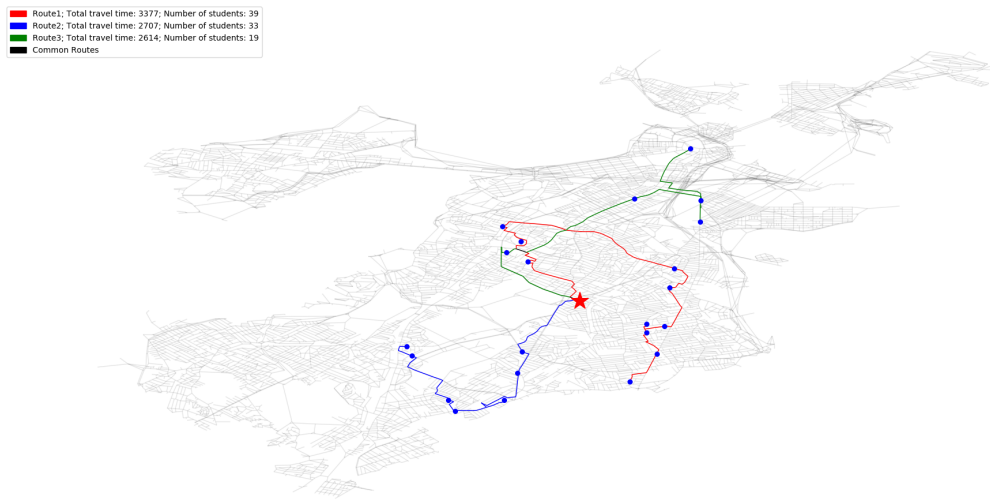 Route1; Total travel time: 3377; Number of students: 39
Route2; Total travel time: 2707; Number of students: 33
Route3; Total travel time: 2614; Number of students: 19
Common Routes